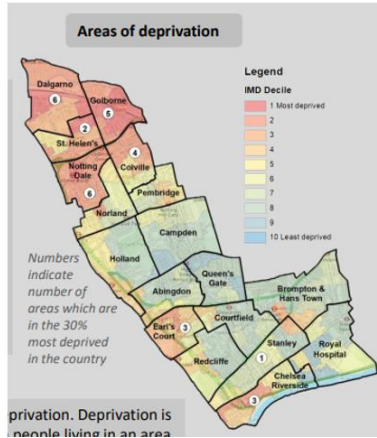 Areas of deprivation
Legend
IMD Decile
1 Most deprived
2
3
4
5
6
7
8
9
10 Least deprived
Dalgarno
6
Golborne
5
2
St. Helen's
4
Notting
Dale
Colville
6
Pembridge
Norland
Campden
Holland
Queen's
Gate
Abingdon
Brompton &
Hans Town
Earl's
Court
3
Courtfield
Stanley
Royal
Hospital
Redcliffe
1
Chelsea
Riverside
3
Numbers
indicate
number of
areas which are
in the 30%
most deprived
in the country
privation. Deprivation is
people living in an area